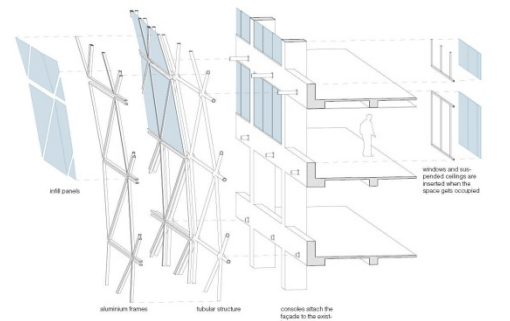 windows and sus-
pended ceilings are
inserted when the
space gets occupied
infill panels
aluminium frames
tubular structure
consoles attach the
façade to the exist-